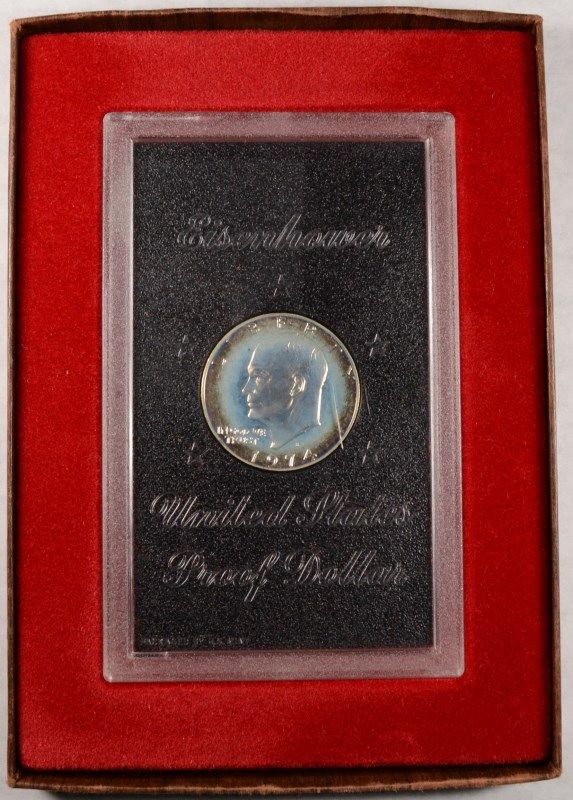 Eisenhower
LIBERTY
IN GOD WE
TRUST
1974
United States
Proof Dollar